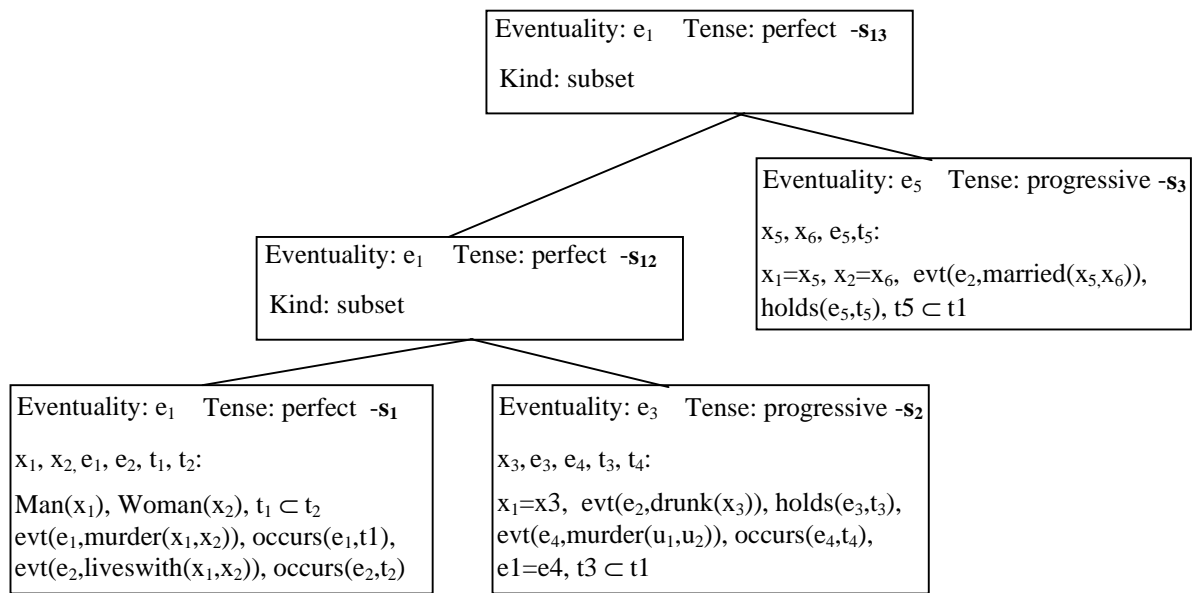 Eventuality: e₁ Tense: perfect -s₁₃
Kind: subset
Eventuality: e₅ Tense: progressive -s₃
x₅, x₆, e₅,t₅:
x₁=x₅, x₂=x₆, evt(e₂,married(x₅,x₆)),
holds(e₅,t₅), t5 ⊂ t1
Eventuality: e₁ Tense: perfect -s₁₂
Kind: subset
Eventuality: e₁ Tense: perfect -s₁
x₁, x₂, e₁, e₂, t₁, t₂:
Man(x₁), Woman(x₂), t₁ ⊂ t₂
evt(e₁,murder(x₁,x₂)), occurs(e₁,t1),
evt(e₂,liveswith(x₁,x₂)), occurs(e₂,t₂)
Eventuality: e₃ Tense: progressive -s₂
x₃, e₃, e₄, t₃, t₄:
x₁=x3, evt(e₂,drunk(x₃)), holds(e₃,t₃),
evt(e₄,murder(u₁,u₂)), occurs(e₄,t₄),
e1=e4, t3 ⊂ t1